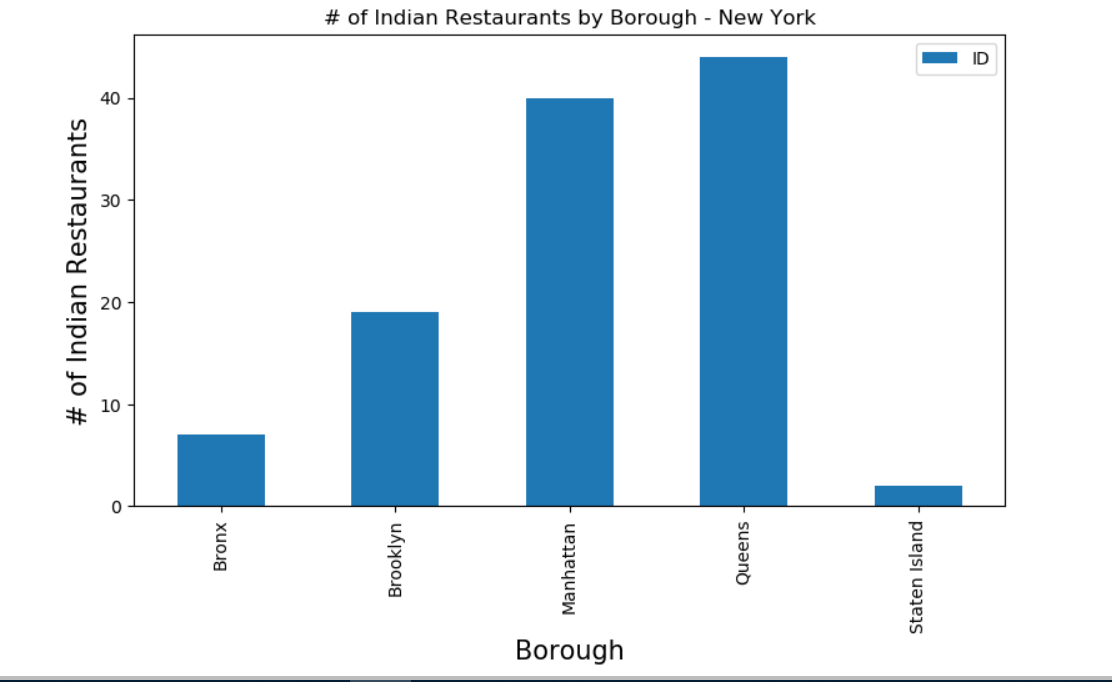 # of Indian Restaurants by Borough - New York
ID
# of Indian Restaurants
40
30
20
10
0
Bronx
Brooklyn
Manhattan
Queens
Staten Island
Borough